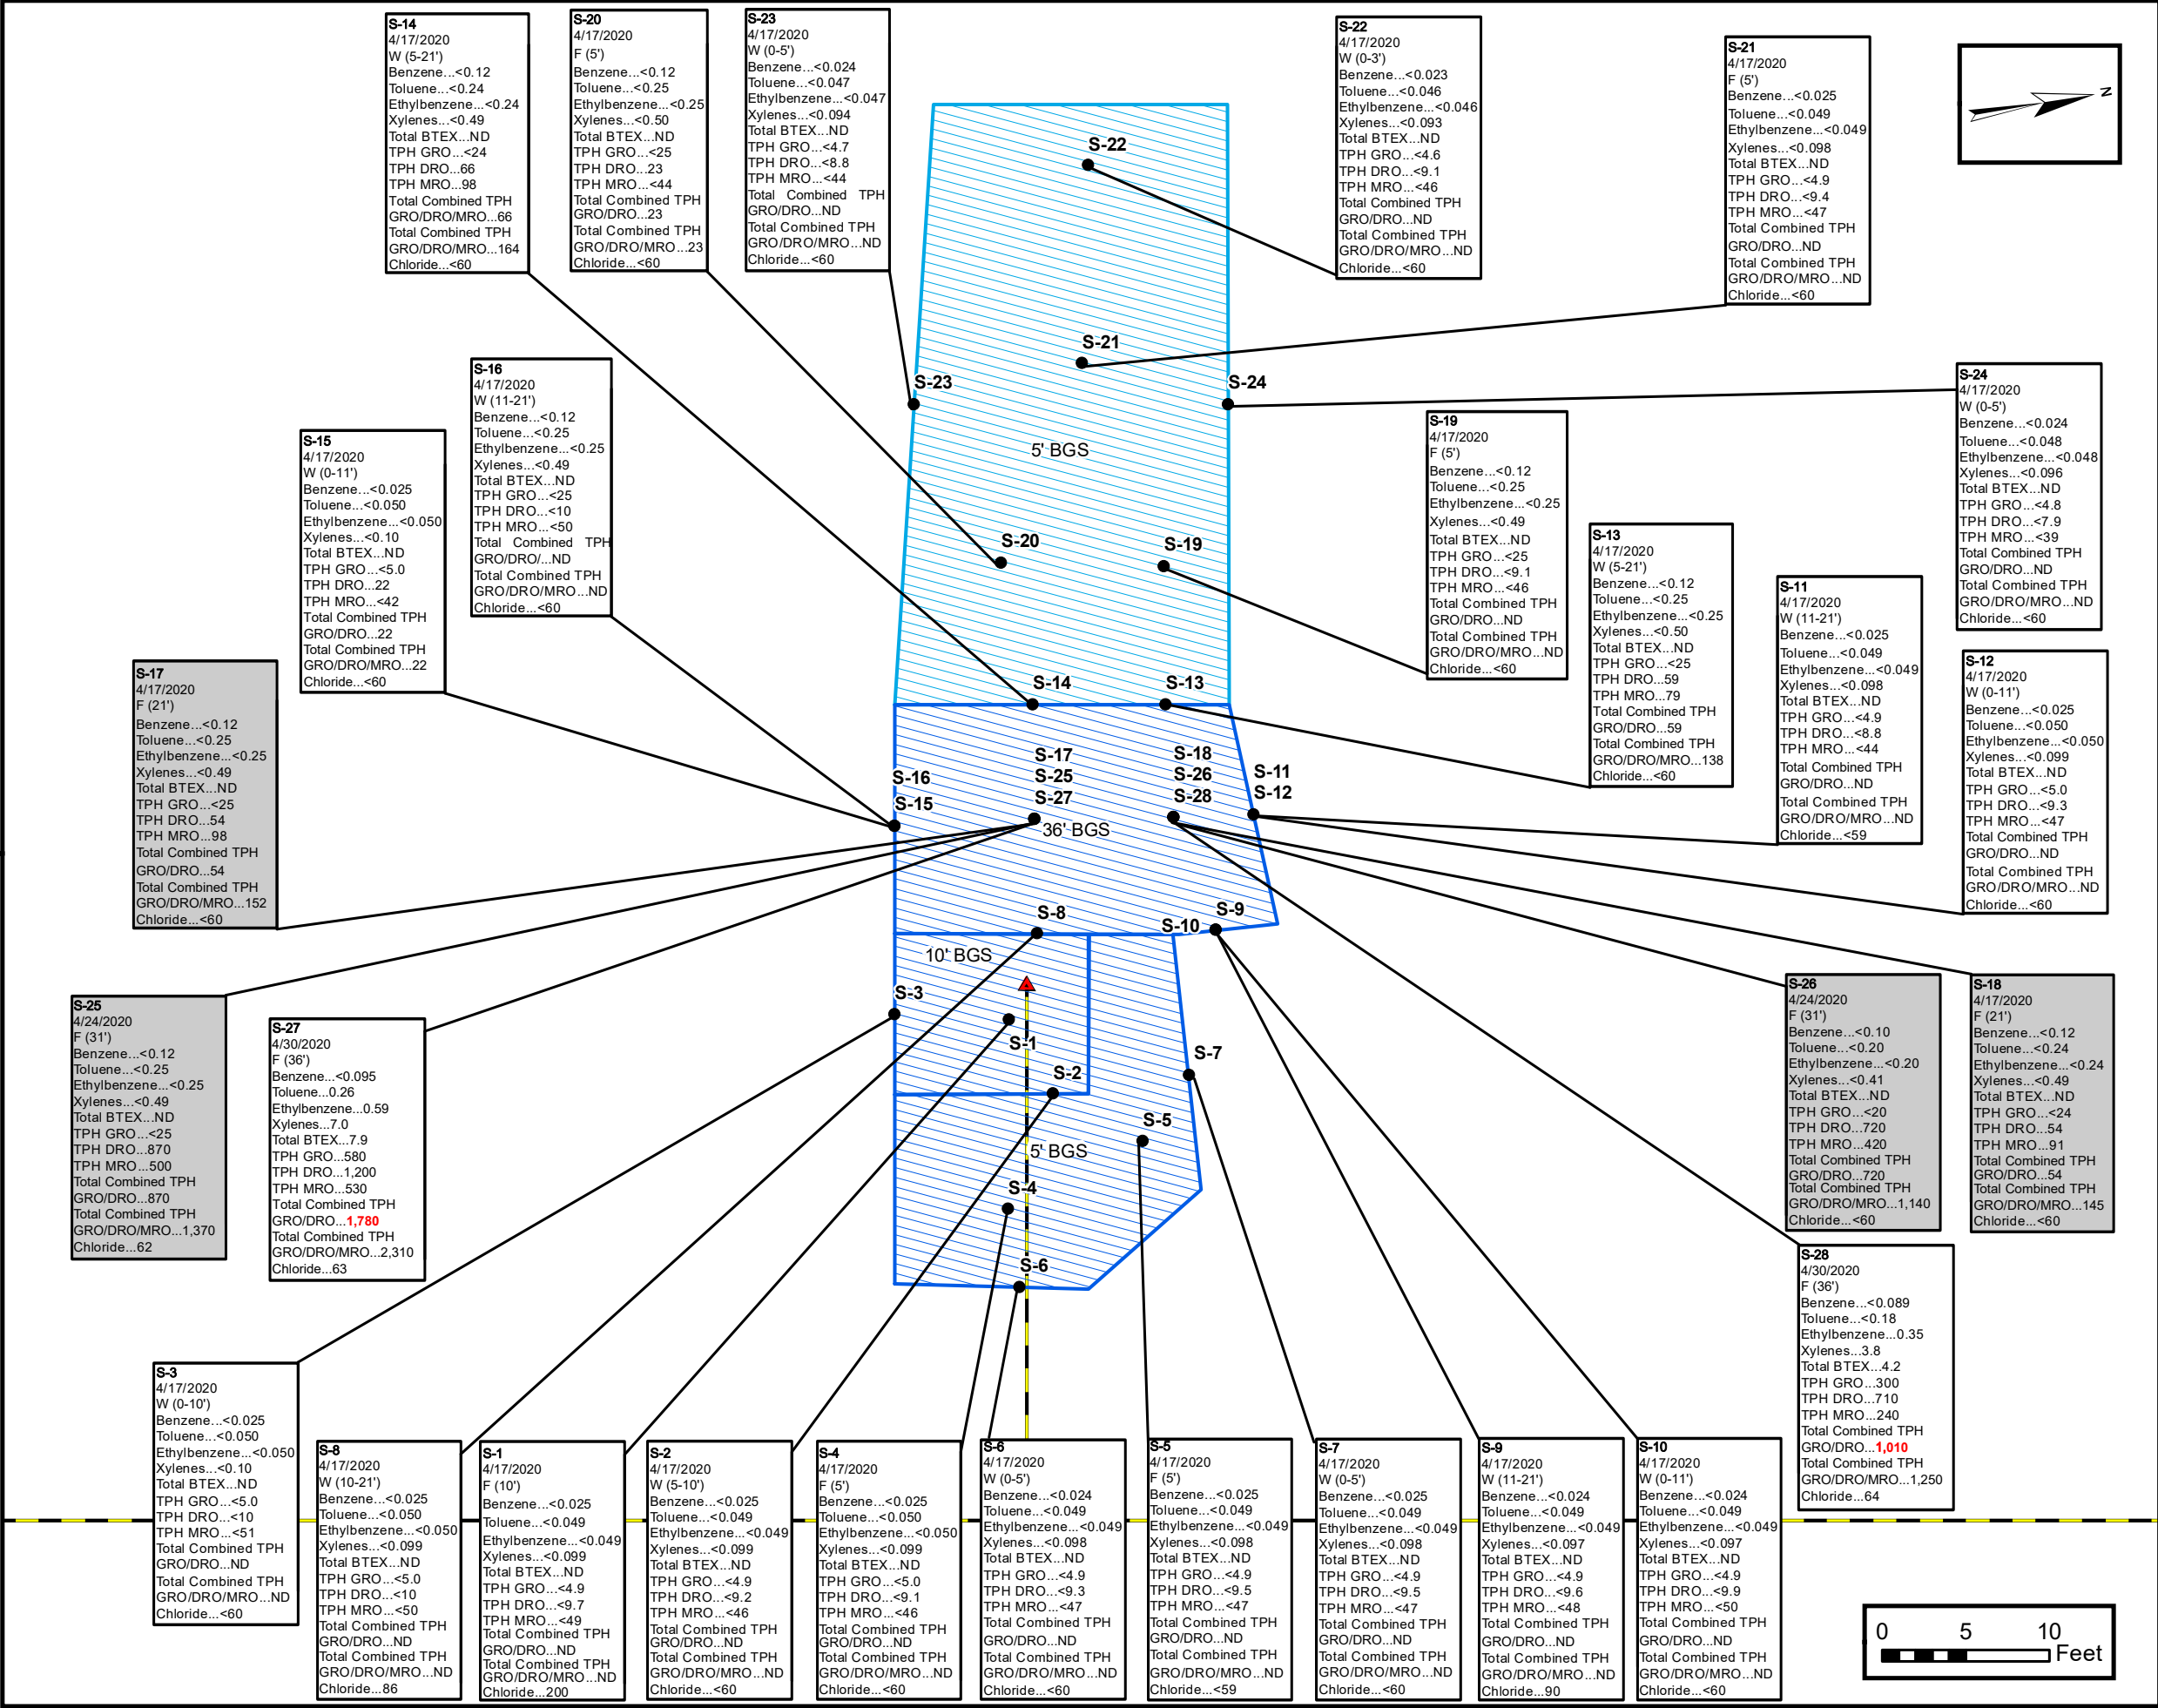 S-14
4/17/2020
W (5-21')
Benzene...<0.12
Toluene...<0.24
Ethylbenzene...<0.24
Xylenes...<0.49
Total BTEX...ND
TPH GRO...<24
TPH DRO...66
TPH MRO...98
Total Combined TPH
GRO/DRO/MRO...66
Total Combined TPH
GRO/DRO/MRO...164
Chloride...<60
S-20
4/17/2020
F (5')
Benzene...<0.12
Toluene...<0.25
Ethylbenzene...<0.25
Xylenes...<0.50
Total BTEX...ND
TPH GRO...<25
TPH DRO...23
TPH MRO...<44
Total Combined TPH
GRO/DRO...23
Total Combined TPH
GRO/DRO/MRO...23
Chloride...<60
S-23
4/17/2020
W (0-5')
Benzene...<0.024
Toluene...<0.047
Ethylbenzene...<0.047
Xylenes...<0.094
Total BTEX...ND
TPH GRO...<4.7
TPH DRO...<8.8
TPH MRO...<44
Total Combined TPH
GRO/DRO...ND
Total Combined TPH
GRO/DRO/MRO...ND
Chloride...<60
S-22
4/17/2020
W (0-3')
Benzene...<0.023
Toluene...<0.046
Ethylbenzene...<0.046
Xylenes...<0.093
Total BTEX...ND
TPH GRO...<4.6
TPH DRO...<9.1
TPH MRO...<46
Total Combined TPH
GRO/DRO...ND
Total Combined TPH
GRO/DRO/MRO...ND
Chloride...<60
S-21
4/17/2020
F (5')
Benzene...<0.025
Toluene...<0.049
Ethylbenzene...<0.049
Xylenes...<0.098
Total BTEX...ND
TPH GRO...<4.9
TPH DRO...<9.4
TPH MRO...<47
Total Combined TPH
GRO/DRO...ND
Total Combined TPH
GRO/DRO/MRO...ND
Chloride...<60
N
S-22
S-21
S-23
S-24
5' BGS
S-20
S-19
S-14
S-13
S-16
4/17/2020
W (11-21')
Benzene...<0.12
Toluene...<0.25
Ethylbenzene...<0.25
Xylenes...<0.49
Total BTEX...ND
TPH GRO...<25
TPH DRO...<10
TPH MRO...<50
Total Combined TPH
GRO/DRO/...ND
Total Combined TPH
GRO/DRO/MRO...ND
Chloride...<60
S-15
4/17/2020
W (0-11')
Benzene...<0.025
Toluene...<0.050
Ethylbenzene...<0.050
Xylenes...<0.10
Total BTEX...ND
TPH GRO...<5.0
TPH DRO...22
TPH MRO...<42
Total Combined TPH
GRO/DRO...22
Total Combined TPH
GRO/DRO/MRO...22
Chloride...<60
S-24
4/17/2020
W (0-5')
Benzene...<0.024
Toluene...<0.048
Ethylbenzene...<0.048
Xylenes...<0.096
Total BTEX...ND
TPH GRO...<4.8
TPH DRO...<7.9
TPH MRO...<39
Total Combined TPH
GRO/DRO...ND
Total Combined TPH
GRO/DRO/MRO...ND
Chloride...<60
S-19
4/17/2020
F (5')
Benzene...<0.12
Toluene...<0.25
Ethylbenzene...<0.25
Xylenes...<0.49
Total BTEX...ND
TPH GRO...<25
TPH DRO...<9.1
TPH MRO...<46
Total Combined TPH
GRO/DRO...ND
Total Combined TPH
GRO/DRO/MRO...ND
Chloride...<60
S-13
4/17/2020
W (5-21')
Benzene...<0.12
Toluene...<0.25
Ethylbenzene...<0.25
Xylenes...<0.50
Total BTEX...ND
TPH GRO...<25
TPH DRO...59
TPH MRO...79
Total Combined TPH
GRO/DRO...59
Total Combined TPH
GRO/DRO/MRO...138
Chloride...<60
S-11
4/17/2020
W (11-21')
Benzene...<0.025
Toluene...<0.049
Ethylbenzene...<0.049
Xylenes...<0.098
Total BTEX...ND
TPH GRO...<4.9
TPH DRO...<8.8
TPH MRO...<44
Total Combined TPH
GRO/DRO...ND
Total Combined TPH
GRO/DRO/MRO...ND
Chloride...<59
S-12
4/17/2020
W (0-11')
Benzene...<0.025
Toluene...<0.050
Ethylbenzene...<0.050
Xylenes...<0.099
Total BTEX...ND
TPH GRO...<5.0
TPH DRO...<9.3
TPH MRO...<47
Total Combined TPH
GRO/DRO...ND
Total Combined TPH
GRO/DRO/MRO...ND
Chloride...<60
S-17
4/17/2020
F (21')
Benzene...<0.12
Toluene...<0.25
Ethylbenzene...<0.25
Xylenes...<0.49
Total BTEX...ND
TPH GRO...<25
TPH DRO...54
TPH MRO...98
Total Combined TPH
GRO/DRO...54
Total Combined TPH
GRO/DRO/MRO...152
Chloride...<60
S-16
S-15
S-17
S-25
S-27
36' BGS
S-18
S-26
S-28
S-11
S-12
S-8
S-10
S-9
10' BGS
S-3
S-1
S-2
S-7
S-5
5' BGS
S-4
S-6
S-25
4/24/2020
F (31')
Benzene...<0.12
Toluene...<0.25
Ethylbenzene...<0.25
Xylenes...<0.49
Total BTEX...ND
TPH GRO...<25
TPH DRO...870
TPH MRO...500
Total Combined TPH
GRO/DRO...870
Total Combined TPH
GRO/DRO/MRO...1,370
Chloride...62
S-27
4/30/2020
F (36')
Benzene...<0.095
Toluene...0.26
Ethylbenzene...0.59
Xylenes...7.0
Total BTEX...7.9
TPH GRO...580
TPH DRO...1,200
TPH MRO...530
Total Combined TPH
GRO/DRO...1,780
Total Combined TPH
GRO/DRO/MRO...2,310
Chloride...63
S-26
4/24/2020
F (31')
Benzene...<0.10
Toluene...<0.20
Ethylbenzene...<0.20
Xylenes...<0.41
Total BTEX...ND
TPH GRO...<20
TPH DRO...720
TPH MRO...420
Total Combined TPH
GRO/DRO...720
Total Combined TPH
GRO/DRO/MRO...1,140
Chloride...<60
S-18
4/17/2020
F (21')
Benzene...<0.12
Toluene...<0.24
Ethylbenzene...<0.24
Xylenes...<0.49
Total BTEX...ND
TPH GRO...<24
TPH DRO...54
TPH MRO...91
Total Combined TPH
GRO/DRO...54
Total Combined TPH
GRO/DRO/MRO...145
Chloride...<60
S-28
4/30/2020
F (36')
Benzene...<0.089
Toluene...<0.18
Ethylbenzene...0.35
Xylenes...3.8
Total BTEX...4.2
TPH GRO...300
TPH DRO...710
TPH MRO...240
Total Combined TPH
GRO/DRO...1,010
Total Combined TPH
GRO/DRO/MRO...1,250
Chloride...64
S-3
4/17/2020
W (0-10')
Benzene...<0.025
Toluene...<0.050
Ethylbenzene...<0.050
Xylenes...<0.10
Total BTEX...ND
TPH GRO...<5.0
TPH DRO...<10
TPH MRO...<51
Total Combined TPH
GRO/DRO...ND
Total Combined TPH
GRO/DRO/MRO...ND
Chloride...<60
S-8
4/17/2020
W (10-21')
Benzene...<0.025
Toluene...<0.050
Ethylbenzene...<0.050
Xylenes...<0.099
Total BTEX...ND
TPH GRO...<5.0
TPH DRO...<10
TPH MRO...<50
Total Combined TPH
GRO/DRO...ND
Total Combined TPH
GRO/DRO/MRO...ND
Chloride...86
S-1
4/17/2020
F (10')
Benzene...<0.025
Toluene...<0.049
Ethylbenzene...<0.049
Xylenes...<0.099
Total BTEX...ND
TPH GRO...<4.9
TPH DRO...<9.7
TPH MRO...<49
Total Combined TPH
GRO/DRO...ND
Total Combined TPH
GRO/DRO/MRO...ND
Chloride...200
S-2
4/17/2020
W (5-10')
Benzene...<0.025
Toluene...<0.049
Ethylbenzene...<0.049
Xylenes...<0.099
Total BTEX...ND
TPH GRO...<4.9
TPH DRO...<9.2
TPH MRO...<46
Total Combined TPH
GRO/DRO...ND
Total Combined TPH
GRO/DRO/MRO...ND
Chloride...<60
S-4
4/17/2020
F (5')
Benzene...<0.025
Toluene...<0.050
Ethylbenzene...<0.050
Xylenes...<0.099
Total BTEX...ND
TPH GRO...<5.0
TPH DRO...<9.1
TPH MRO...<46
Total Combined TPH
GRO/DRO...ND
Total Combined TPH
GRO/DRO/MRO...ND
Chloride...<60
S-6
4/17/2020
W (0-5')
Benzene...<0.024
Toluene...<0.049
Ethylbenzene...<0.049
Xylenes...<0.098
Total BTEX...ND
TPH GRO...<4.9
TPH DRO...<9.3
TPH MRO...<47
Total Combined TPH
GRO/DRO...ND
Total Combined TPH
GRO/DRO/MRO...ND
Chloride...<60
S-5
4/17/2020
F (5')
Benzene...<0.025
Toluene...<0.049
Ethylbenzene...<0.049
Xylenes...<0.098
Total BTEX...ND
TPH GRO...<4.9
TPH DRO...<9.5
TPH MRO...<47
Total Combined TPH
GRO/DRO...ND
Total Combined TPH
GRO/DRO/MRO...ND
Chloride...<59
S-7
4/17/2020
W (0-5')
Benzene...<0.025
Toluene...<0.049
Ethylbenzene...<0.049
Xylenes...<0.098
Total BTEX...ND
TPH GRO...<4.9
TPH DRO...<9.5
TPH MRO...<47
Total Combined TPH
GRO/DRO...ND
Total Combined TPH
GRO/DRO/MRO...ND
Chloride...<60
S-9
4/17/2020
W (11-21')
Benzene...<0.024
Toluene...<0.049
Ethylbenzene...<0.049
Xylenes...<0.097
Total BTEX...ND
TPH GRO...<4.9
TPH DRO...<9.6
TPH MRO...<48
Total Combined TPH
GRO/DRO...ND
Total Combined TPH
GRO/DRO/MRO...ND
Chloride...90
S-10
4/17/2020
W (0-11')
Benzene...<0.024
Toluene...<0.049
Ethylbenzene...<0.049
Xylenes...<0.097
Total BTEX...ND
TPH GRO...<4.9
TPH DRO...<9.9
TPH MRO...<50
Total Combined TPH
GRO/DRO...ND
Total Combined TPH
GRO/DRO/MRO...ND
Chloride...<60
0 5 10
Feet